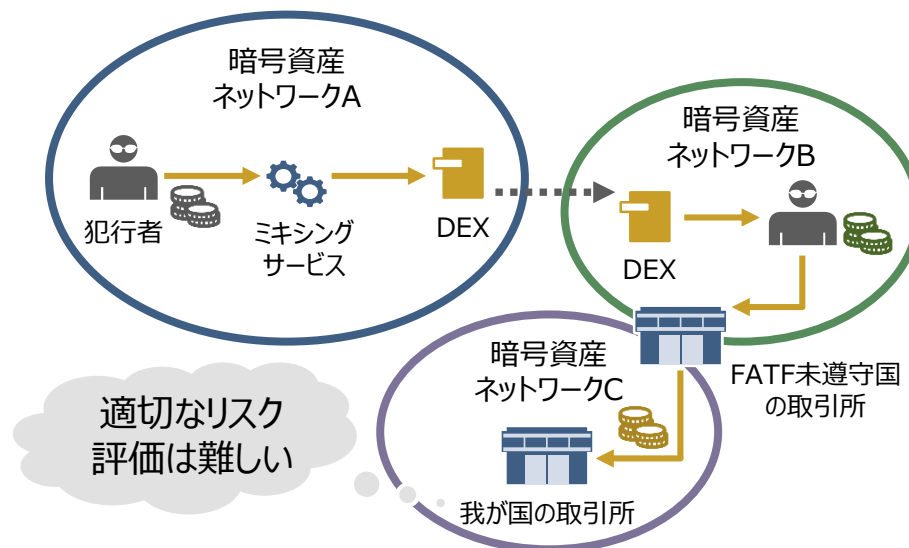 暗号資産
ネットワークA
犯行者
ミキシング
サービス
DEX
暗号資産
ネットワークB
DEX
FATF未遵守国
の取引所
暗号資産
ネットワークC
我が国の取引所
適切なリスク
評価は難しい